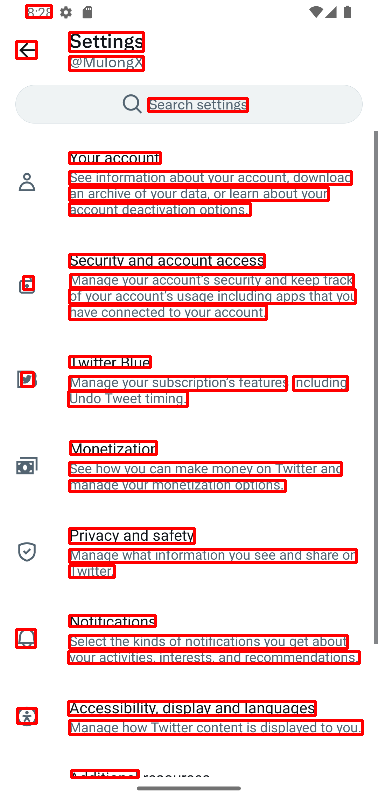 8:28
Settings
@MulongX
Search settings
Your account
See information about your account, download
an archive of your data, or learn about your
account deactivation options.
Security and account access
Manage your account's security and keep track
of your account's usage including apps that you
have connected to your account.
Twitter Blue
Manage your subscription's features including
Undo Tweet timing.
Monetization
See how you can make money on Twitter and
manage your monetization options.
Privacy and safety
Manage what information you see and share on
Twitter
Notifications
Select the kinds of notifications you get about
your activities, interests, and recommendations.
Accessibility, display and languages
Manage how Twitter content is displayed to you.
Additional resources